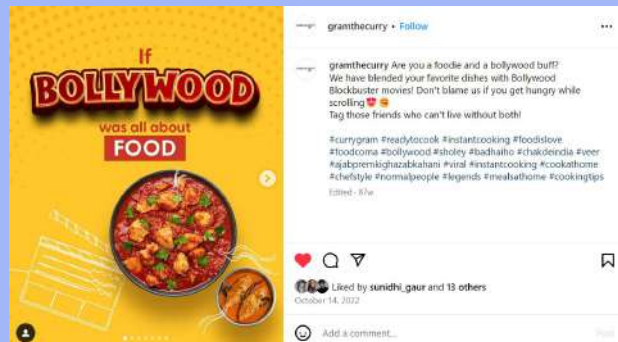 If
BOLLYWOOD
was all about
FOOD
gramthecurry • Follow
gramthecurry Are you a foodie and a bollywood buff?
We have blended your favorite dishes with Bollywood
Blockbuster movies! Don't blame us if you get hungry while
scrolling
Tag those friends who can't live without both!
#currygram #readytocook #instantcooking #foodislove
#foodcoma #bollywood #sholey #badhaiho #chakdeindia #veer
#ajabpremkighazabkahani #viral #instantcooking #cookathome
#chefstyle #normalpeople #legends #mealsathome #cookingtips
Edited · 87w
Liked by sunidhi_gaur and 13 others
October 14, 2022
Add a comment...
Post